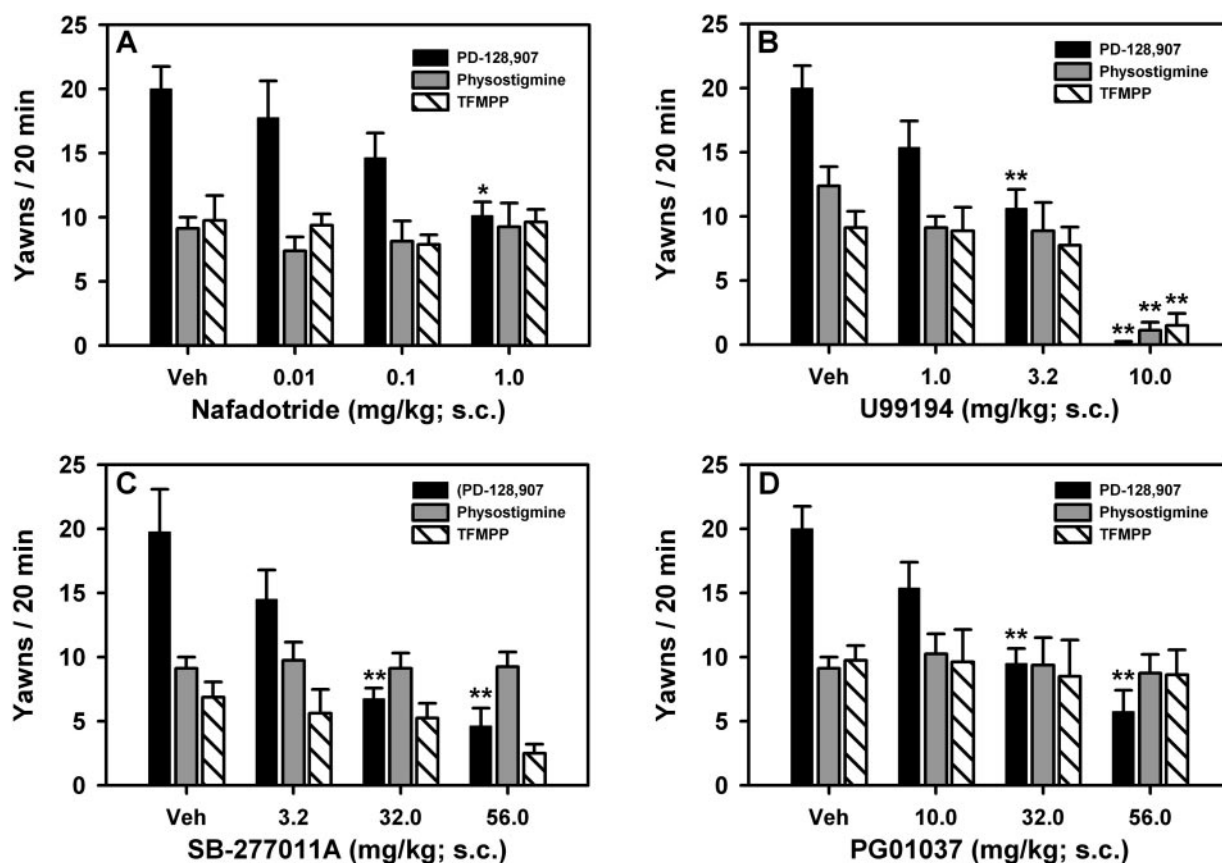 A
PD-128,907
Physostigmine
TFMPP
Yawns / 20 min
25
20
15
10
5
0
*
Veh 0.01 0.1 1.0
Nafadotride (mg/kg; s.c.)
B
PD-128,907
Physostigmine
TFMPP
Yawns / 20 min
25
20
15
10
5
0
**
** ** **
Veh 1.0 3.2 10.0
U99194 (mg/kg; s.c.)
C
(PD-128,907
Physostigmine
TFMPP
Yawns / 20 min
25
20
15
10
5
0
** **
Veh 3.2 32.0 56.0
SB-277011A (mg/kg; s.c.)
D
PD-128,907
Physostigmine
TFMPP
Yawns / 20 min
25
20
15
10
5
0
** **
Veh 10.0 32.0 56.0
PG01037 (mg/kg; s.c.)